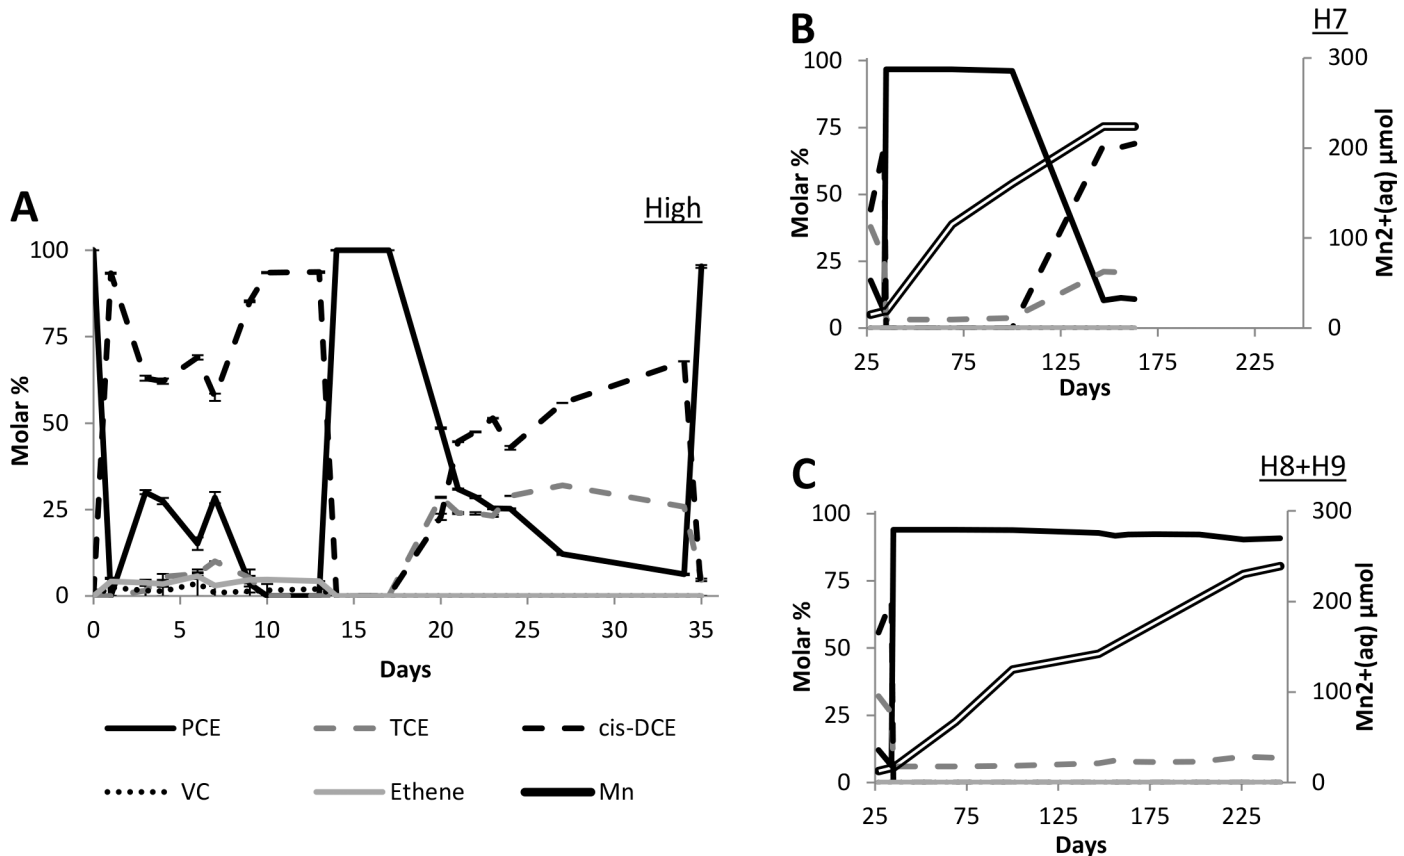 A
High
100
75
50
25
0
Molar %
0 5 10 15 20 25 30 35
Days
PCE TCE cis-DCE
VC Ethene Mn
B
H7
100
75
50
25
0
Molar %
300
200
100
0
Mn2+(aq) µmol
25 75 125 175 225
Days
C
H8+H9
100
75
50
25
0
Molar %
300
200
100
0
Mn2+(aq) µmol
25 75 125 175 225
Days